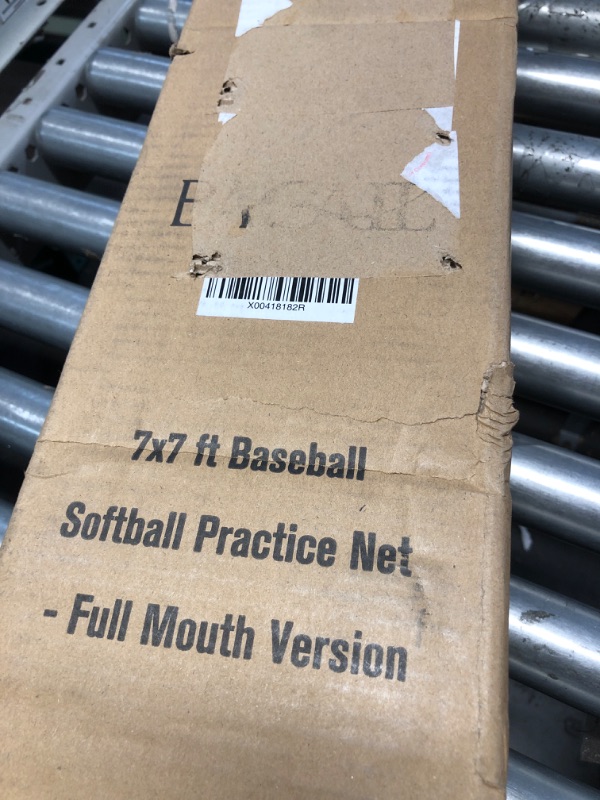 X00418182R
7x7 ft Baseball
Softball Practice Net
- Full Mouth Version